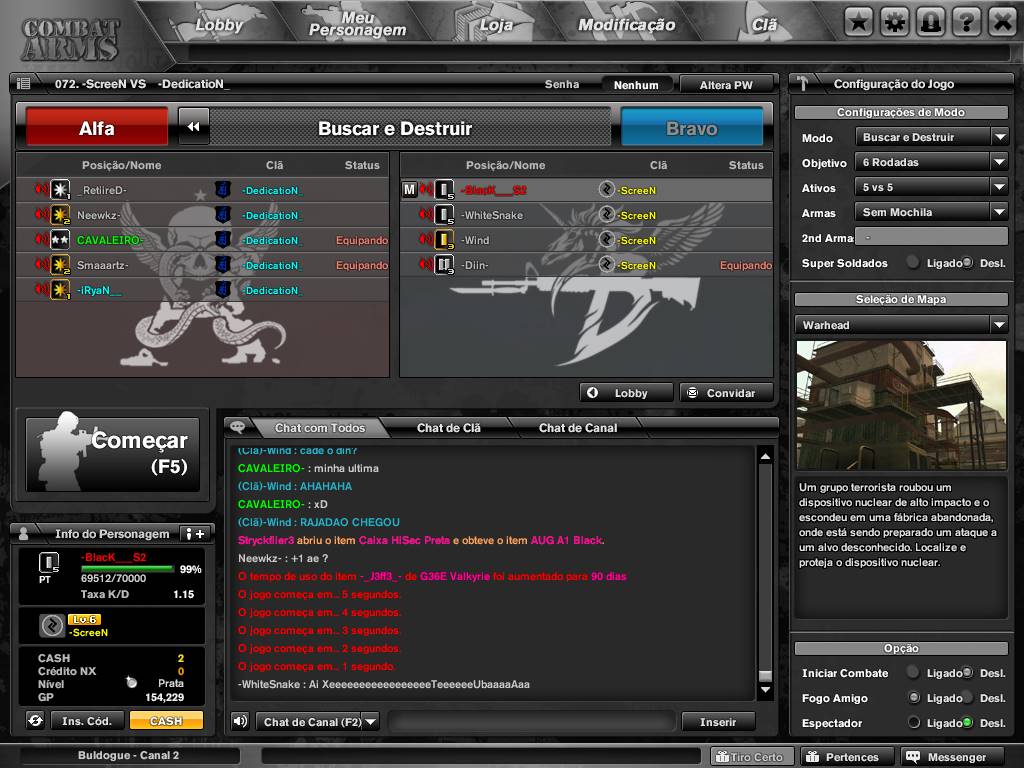 COMBAT ARMS
Lobby
Meu Personagem
Loja
Modificação
Clã
072. -ScreeN VS -DedicatioN_
Senha
Nenhum
Altera PW
Alfa
Buscar e Destruir
Bravo
Posição/Nome Clã Status
_RetiireD- -DedicatioN_
Neewkz- -DedicatioN_
CAVALEIRO- -DedicatioN_ Equipando
Smaaartz- -DedicatioN_ Equipando
-iRyaN__ -DedicatioN_
Posição/Nome Clã Status
M -BlacK___S2 -ScreeN
-WhiteSnake -ScreeN
-Wind -ScreeN
-Diin- -ScreeN Equipando
Lobby
Convidar
Começar
(F5)
Info do Personagem
-BlacK___S2
PT
69512/70000
99%
Taxa K/D 1.15
Lv.6
-ScreeN
CASH 2
Crédito NX 0
Nível Prata
GP 154,229
Ins. Cód.
CASH
Chat com Todos
Chat de Clã
Chat de Canal
(Clã)-Wind : cade o din?
CAVALEIRO- : minha ultima
(Clã)-Wind : AHAHAHA
CAVALEIRO- : xD
(Clã)-Wind : RAJADAO CHEGOU
Stryckflier3 abriu o item Caixa HiSec Preta e obteve o item AUG A1 Black.
Neewkz- : +1 ae ?
O tempo de uso do item -_J3ff3_- de G36E Valkyrie foi aumentado para 90 dias
O jogo começa em... 5 segundos.
O jogo começa em... 4 segundos.
O jogo começa em... 3 segundos.
O jogo começa em... 2 segundos.
O jogo começa em... 1 segundo.
-WhiteSnake : Ai XeeeeeeeeeeeeeeeeeTeeeeeeUbaaaaAaa
Chat de Canal (F2)
Inserir
Configuração do Jogo
Configurações de Modo
Modo Buscar e Destruir
Objetivo 6 Rodadas
Ativos 5 vs 5
Armas Sem Mochila
2nd Arma -
Super Soldados Ligado Desl.
Seleção de Mapa
Warhead
Um grupo terrorista roubou um
dispositivo nuclear de alto impacto e o
escondeu em uma fábrica abandonada,
onde está sendo preparado um ataque a
um alvo desconhecido. Localize e
proteja o dispositivo nuclear.
Opção
Iniciar Combate Ligado Desl.
Fogo Amigo Ligado Desl.
Espectador Ligado Desl.
Buldogue - Canal 2
Tiro Certo
Pertences
Messenger